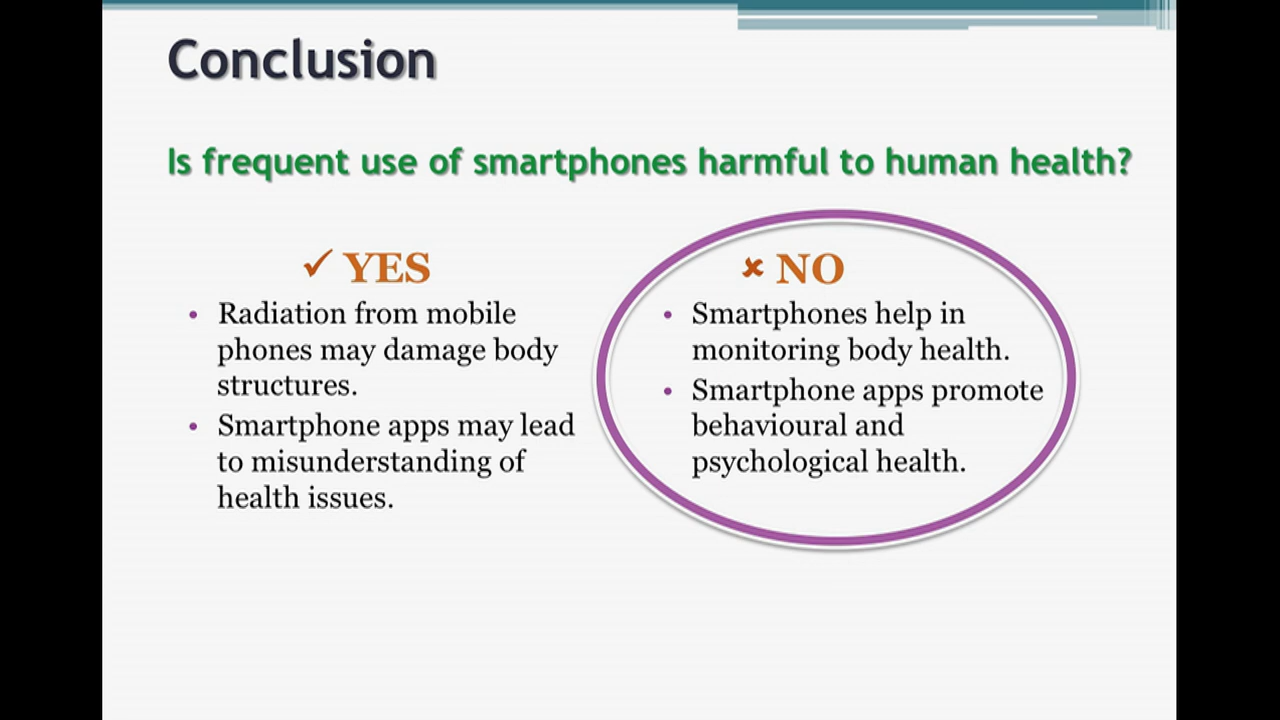 Conclusion
Is frequent use of smartphones harmful to human health?
✓ YES
• Radiation from mobile
phones may damage body
structures.
• Smartphone apps may lead
to misunderstanding of
health issues.
✘ NO
• Smartphones help in
monitoring body health.
• Smartphone apps promote
behavioural and
psychological health.